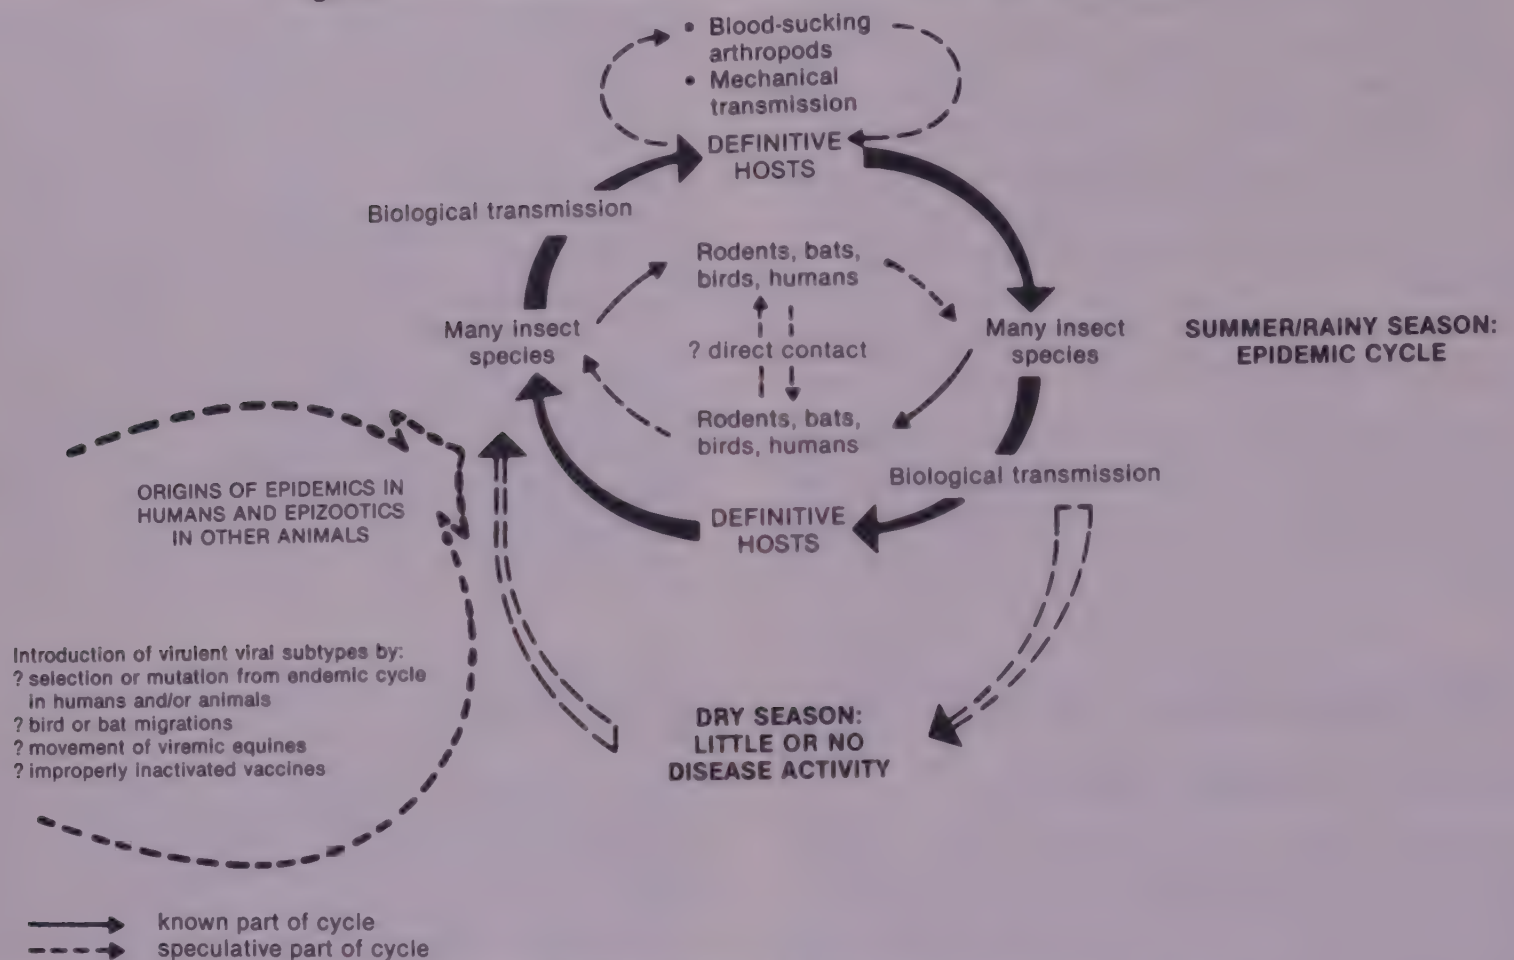 • Blood-sucking
arthropods
• Mechanical
transmission
DEFINITIVE
HOSTS
Biological transmission
Rodents, bats,
birds, humans
Many insect
species
? direct contact
Many insect
species
SUMMER/RAINY SEASON:
EPIDEMIC CYCLE
Rodents, bats,
birds, humans
Biological transmission
DEFINITIVE
HOSTS
ORIGINS OF EPIDEMICS IN
HUMANS AND EPIZOOTICS
IN OTHER ANIMALS
Introduction of virulent viral subtypes by:
? selection or mutation from endemic cycle
in humans and/or animals
? bird or bat migrations
? movement of viremic equines
? improperly inactivated vaccines
DRY SEASON:
LITTLE OR NO
DISEASE ACTIVITY
known part of cycle
speculative part of cycle